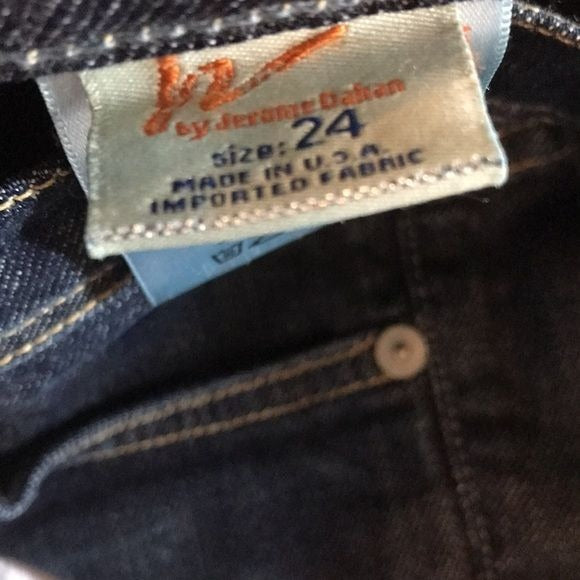 by Jerome Dahan
SIZE: 24
MADE IN U.S.A.
IMPORTED FABRIC